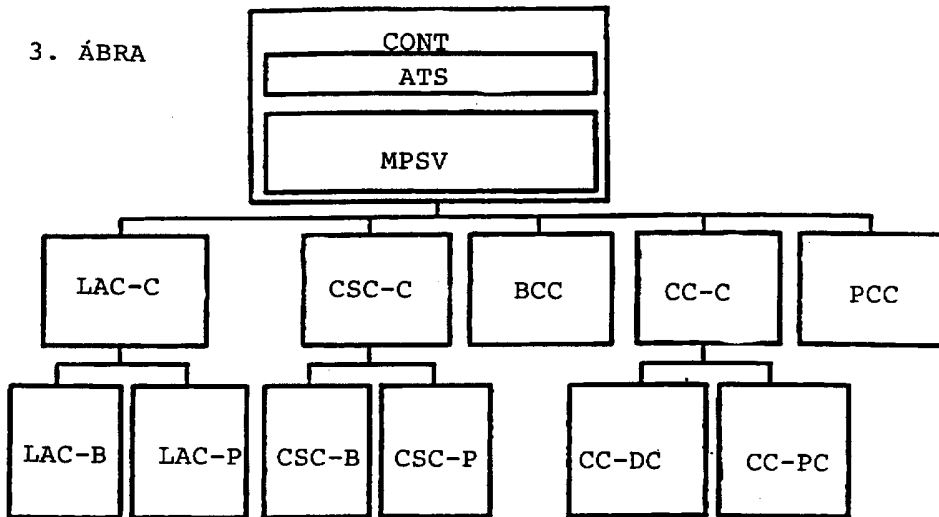 3. ÁBRA
CONT
ATS
MPSV
LAC-C
CSC-C
BCC
CC-C
PCC
LAC-B
LAC-P
CSC-B
CSC-P
CC-DC
CC-PC